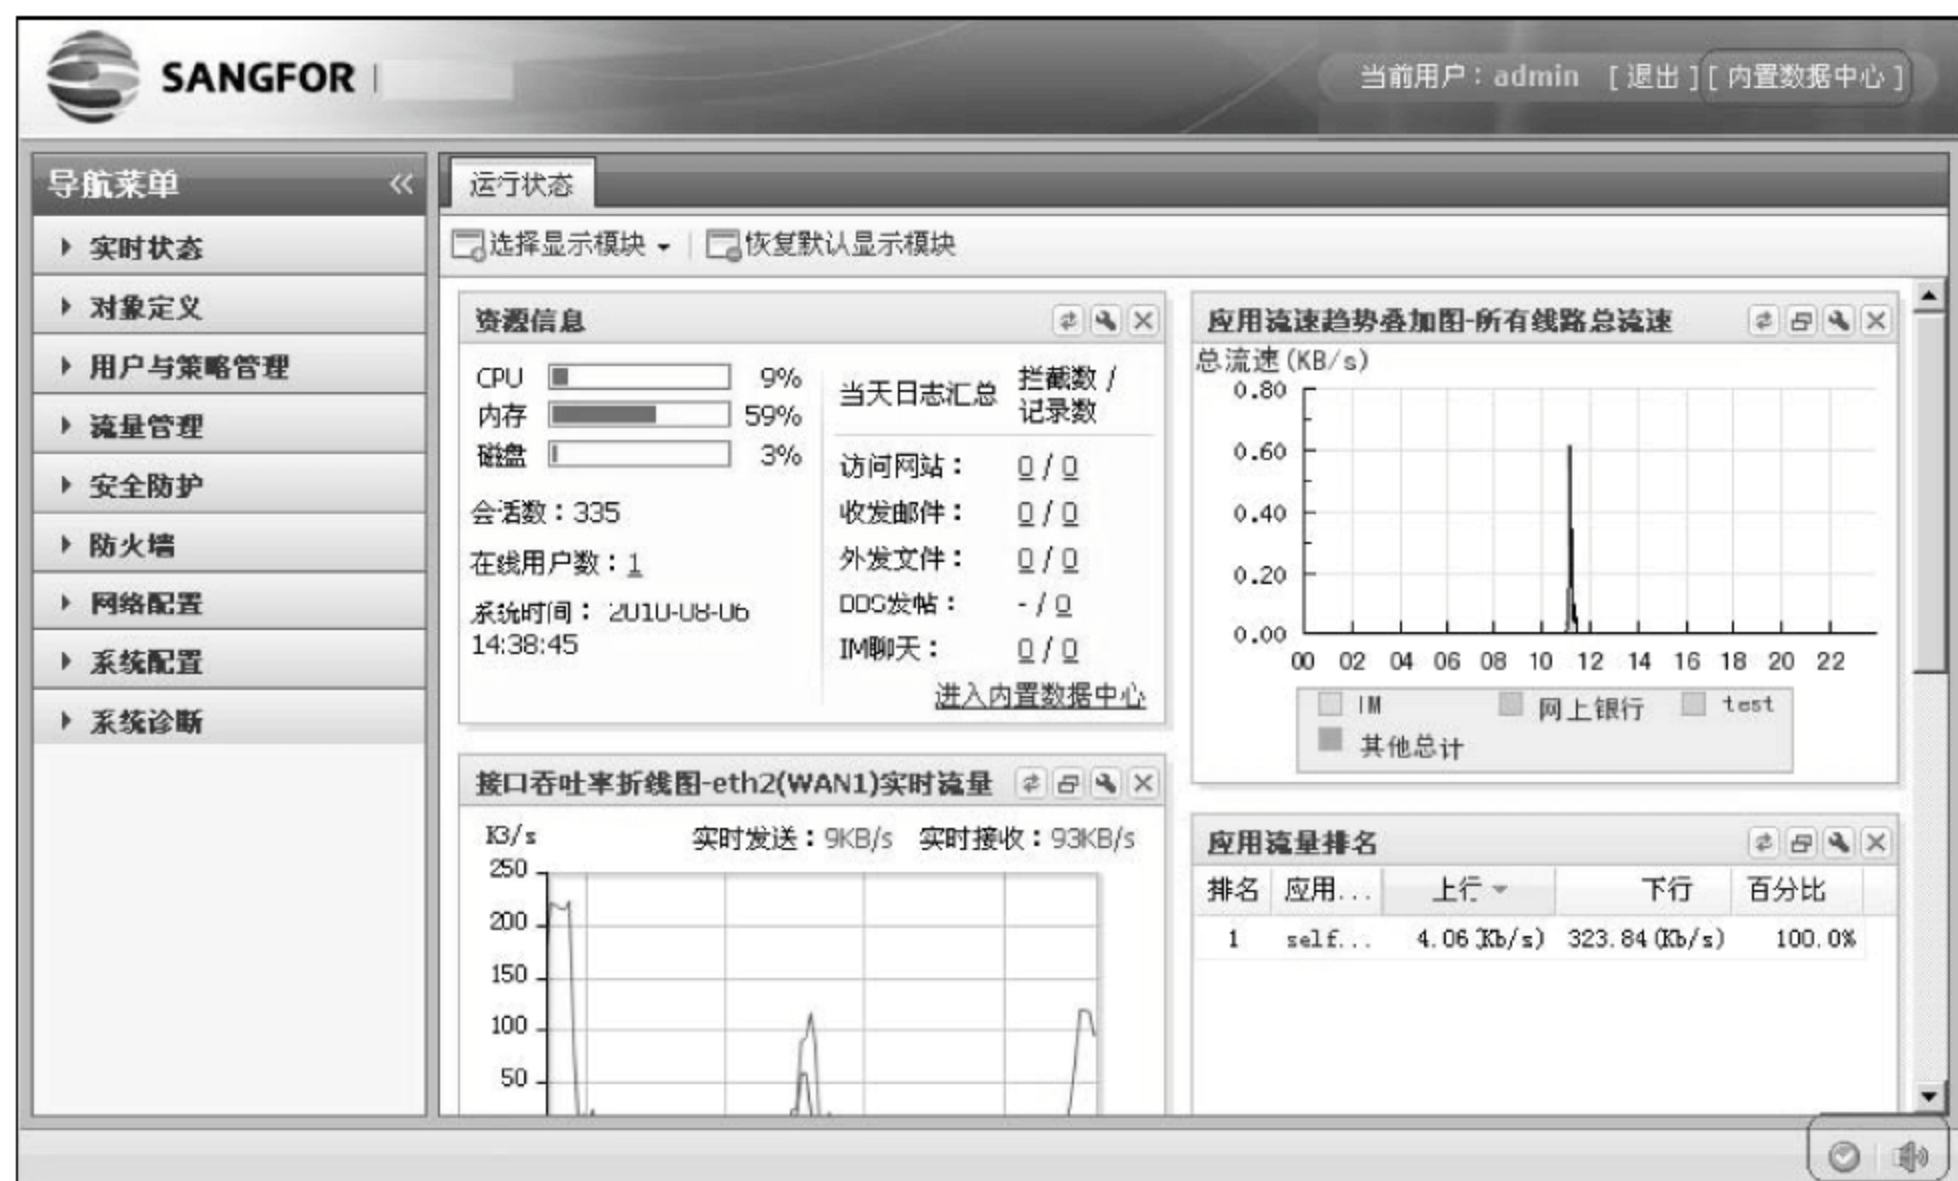 SANGFOR
当前用户：admin [退出][内置数据中心]
导航菜单
实时状态
对象定义
用户与策略管理
流量管理
安全防护
防火墙
网络配置
系统配置
系统诊断
运行状态
选择显示模块 恢复默认显示模块
资源信息
CPU 9%
内存 59%
磁盘 3%
会话数：335
在线用户数：1
系统时间： 2010-08-06
14:38:45
当天日志汇总 拦截数 /
记录数
访问网站： 0 / 0
收发邮件： 0 / 0
外发文件： 0 / 0
发帖： - / 0
IM聊天： 0 / 0
进入内置数据中心
应用流速趋势叠加图-所有线路总流速
总流速(KB/s)
0.80
0.60
0.40
0.20
0.00
00 02 04 06 08 10 12 14 16 18 20 22
IM 网上银行 test
其他总计
接口吞吐率折线图-eth2(WAN1)实时流量
实时发送：9KB/s 实时接收：93KB/s
250
200
150
100
50
应用流量排名
排名 应用... 上行 下行 百分比
1 self... 4.06(Kb/s) 323.84(Kb/s) 100.0%